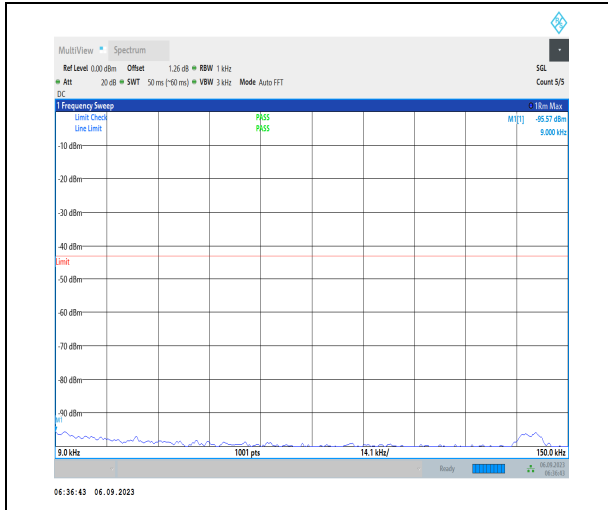 MultiView Spectrum
Ref Level 0.00 dBm Offset 1.26 dB RBW 1 kHz SGL
Att 20 dB SWT 50 ms (~60 ms) VBW 3 kHz Mode Auto FFT Count 5/5
DC
1 Frequency Sweep 1Rm Max
Limit Check PASS M1[1] -95.57 dBm
Line Limit PASS 9.000 kHz
-10 dBm
-20 dBm
-30 dBm
-40 dBm
Limit
-50 dBm
-60 dBm
-70 dBm
-80 dBm
-90 dBm
M1
9.0 kHz 1001 pts 14.1 kHz/ 150.0 kHz
Ready 06.09.2023
06:36:43
06:36:43 06.09.2023